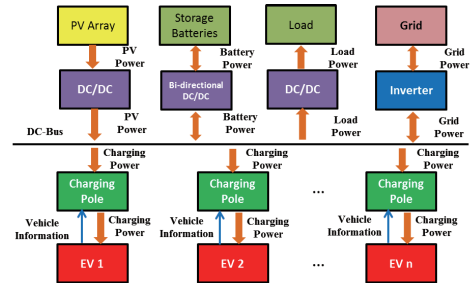 PV Array
Storage
Batteries
Load
Grid
PV
Power
Battery
Power
Load
Power
Grid
Power
DC/DC
Bi-directional
DC/DC
DC/DC
Inverter
DC-Bus
PV
Power
Battery
Power
Load
Power
Grid
Power
Charging
Power
Charging
Power
Charging
Power
Charging
Pole
Charging
Pole
...
Charging
Pole
Vehicle
Information
Charging
Power
Vehicle
Information
Charging
Power
Vehicle
Information
Charging
Power
EV 1
EV 2
...
EV n